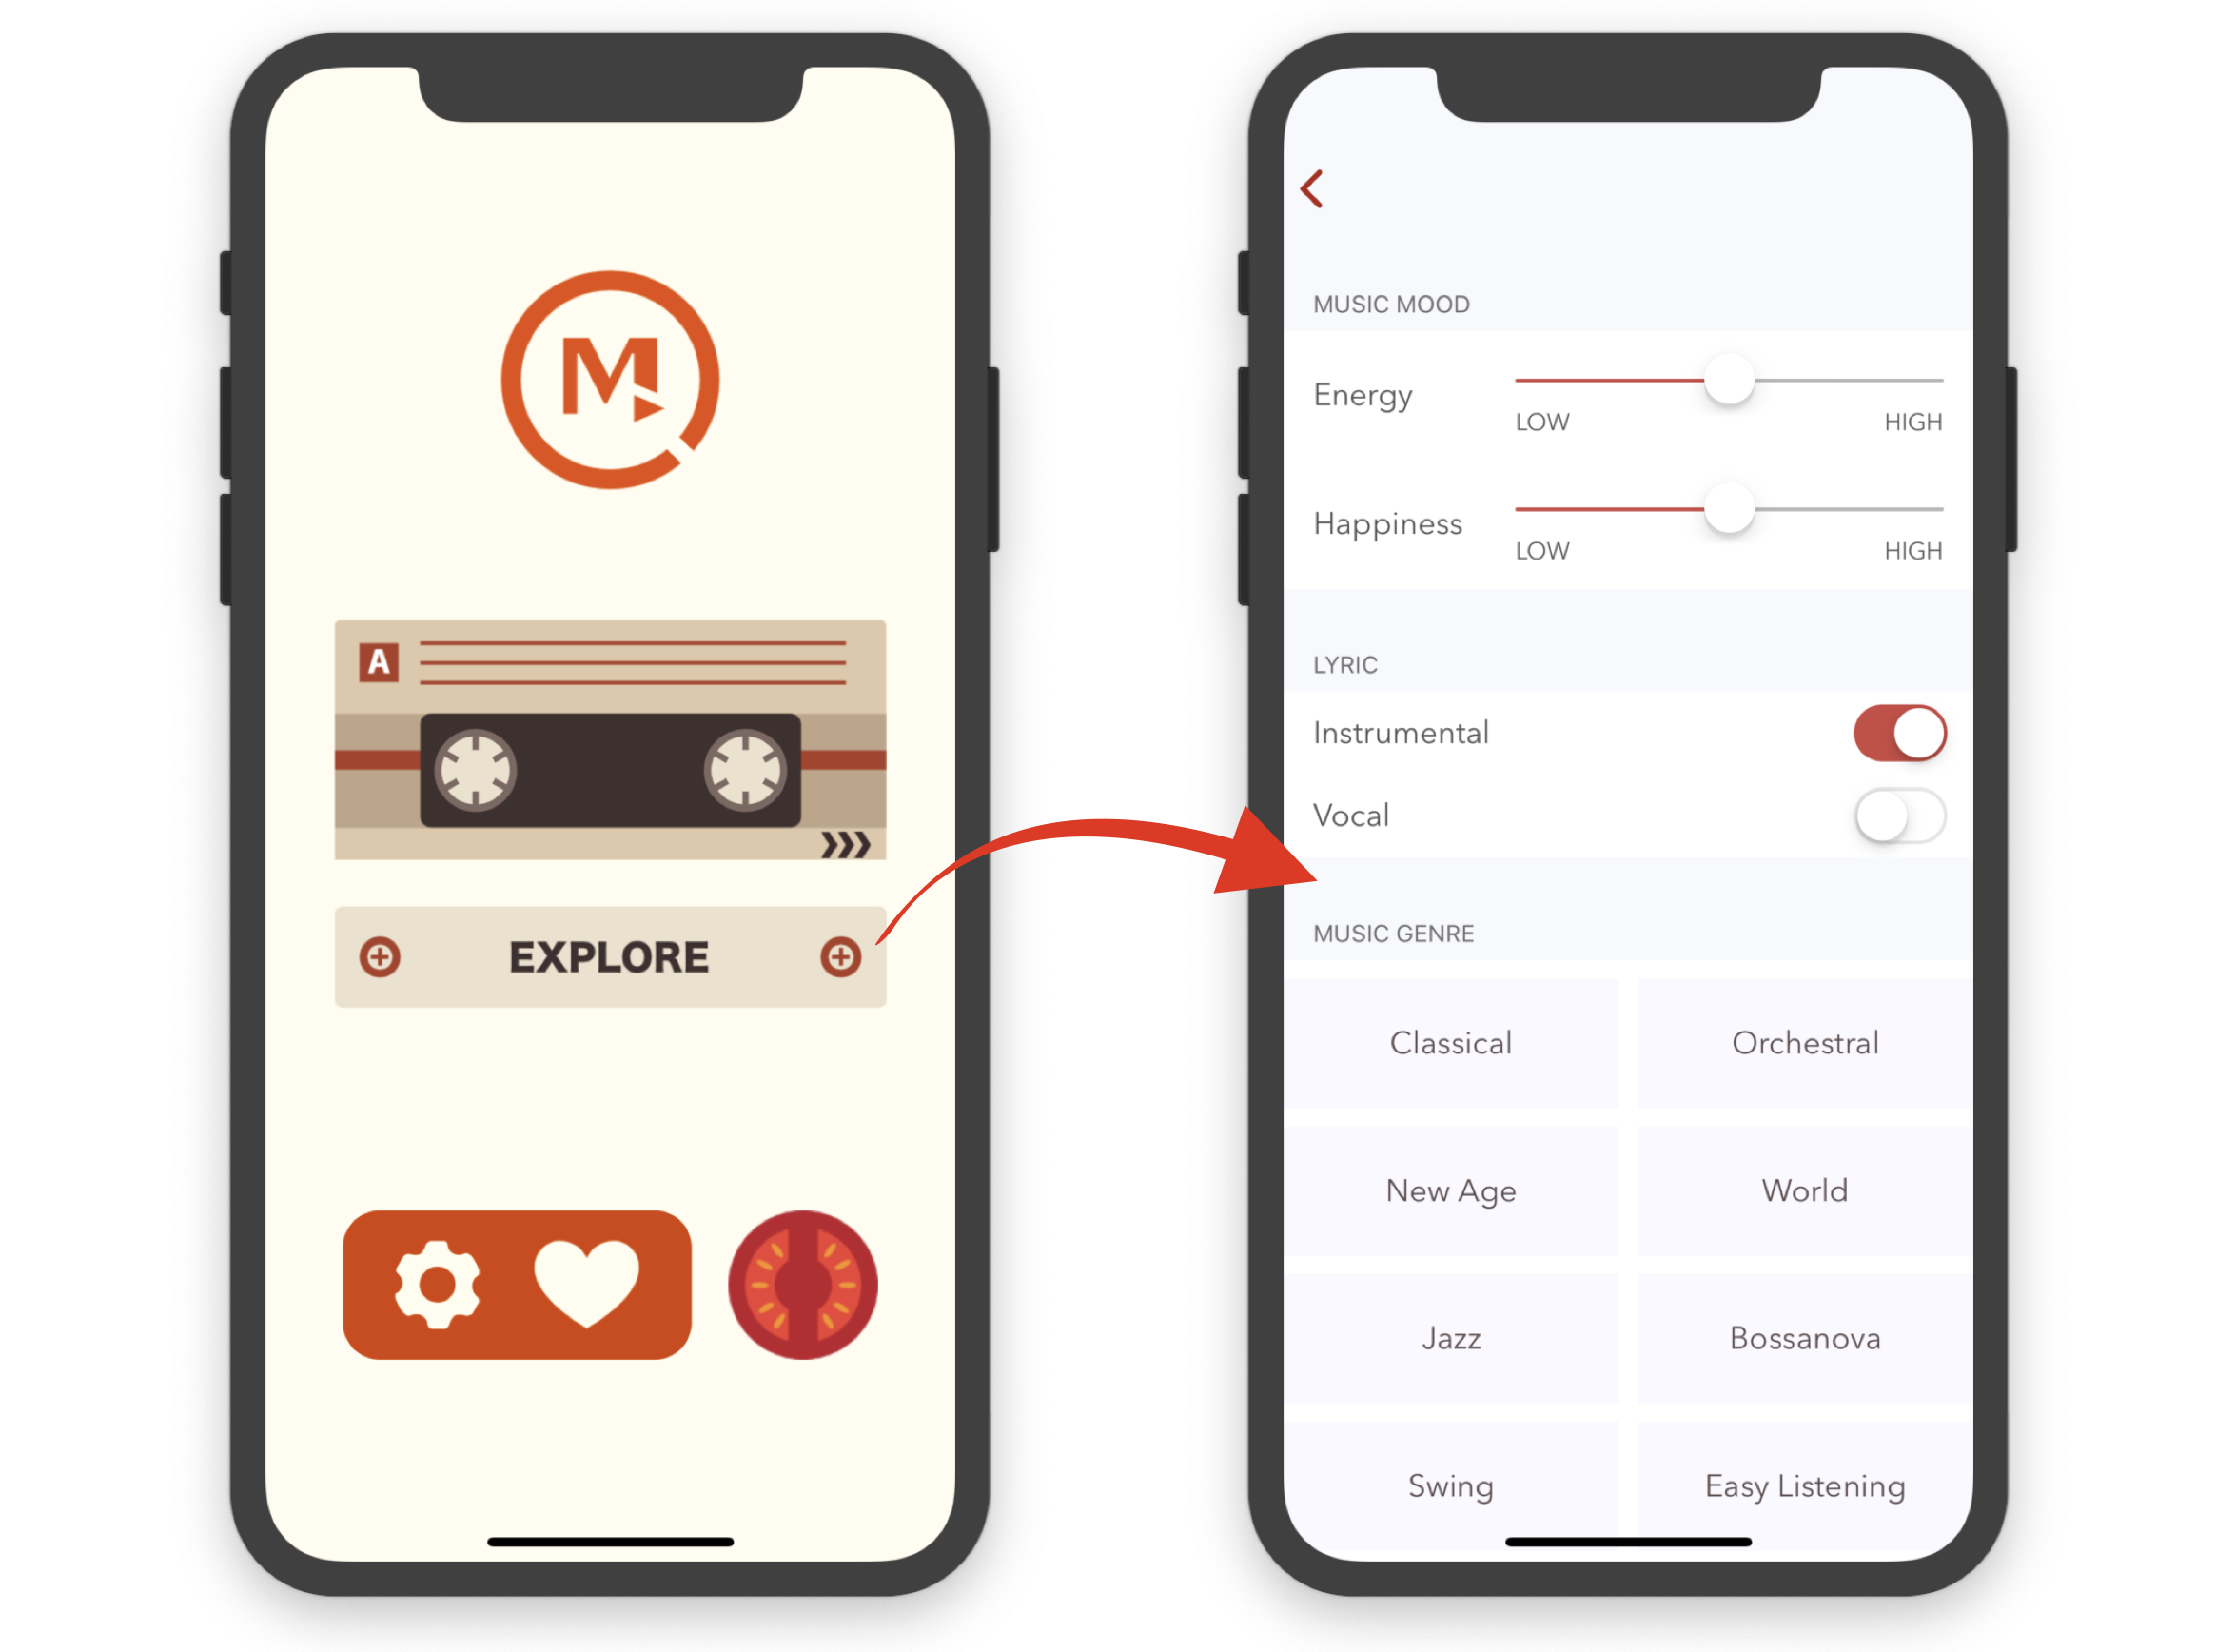 M
A
EXPLORE
MUSIC MOOD
Energy
LOW HIGH
Happiness
LOW HIGH
LYRIC
Instrumental
Vocal
MUSIC GENRE
Classical Orchestral
New Age World
Jazz Bossanova
Swing Easy Listening